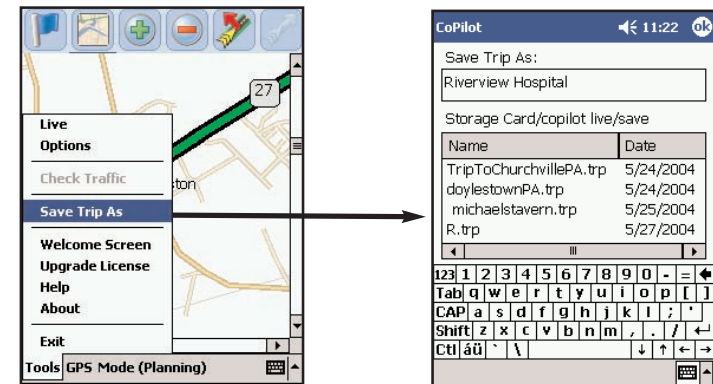 27
ston
Live
Options
Check Traffic
Save Trip As
Welcome Screen
Upgrade License
Help
About
Exit
Tools GPS Mode (Planning)
CoPilot 11:22 ok
Save Trip As:
Riverview Hospital
Storage Card/copilot live/save
Name Date
TripToChurchvillePA.trp 5/24/2004
doylestownPA.trp 5/24/2004
michaelstavern.trp 5/25/2004
R.trp 5/27/2004
123 1 2 3 4 5 6 7 8 9 0 - =
Tab q w e r t y u i o p [ ]
CAP a s d f g h j k l ; '
Shift z x c v b n m , . /
Ctl áü ` \